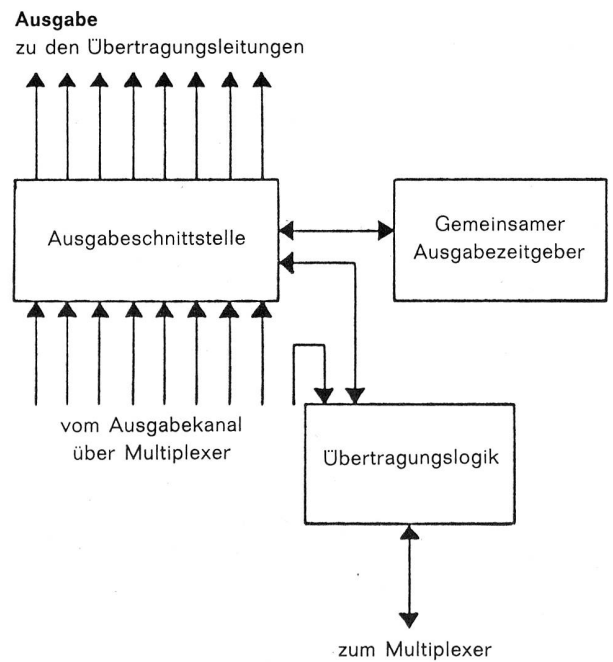 Ausgabe
zu den Übertragungsleitungen
Ausgabeschnittstelle
Gemeinsamer
Ausgabezeitgeber
vom Ausgabekanal
über Multiplexer
Übertragungslogik
zum Multiplexer